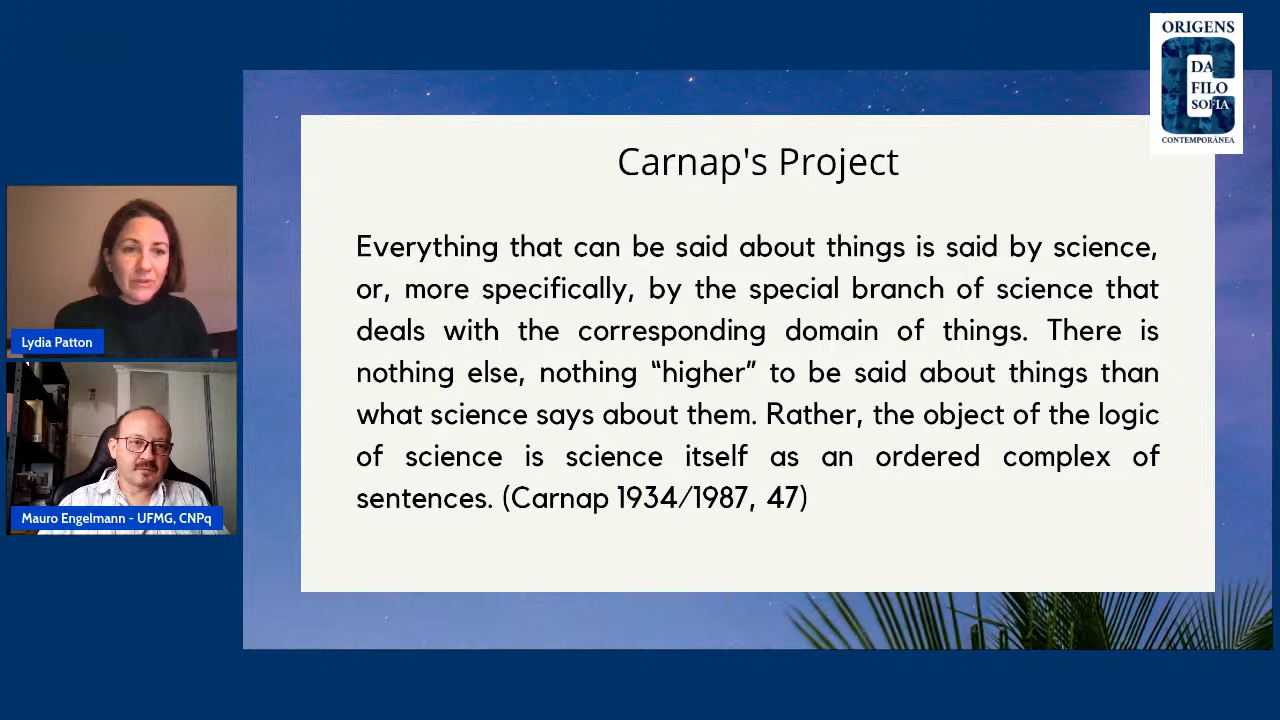 ORIGENS
DA
FILO
SOFIA
CONTEMPORÂNEA
Carnap's Project
Everything that can be said about things is said by science,
or, more specifically, by the special branch of science that
deals with the corresponding domain of things. There is
nothing else, nothing “higher” to be said about things than
what science says about them. Rather, the object of the logic
of science is science itself as an ordered complex of
sentences. (Carnap 1934/1987, 47)
Lydia Patton
Mauro Engelmann - UFMG, CNPq